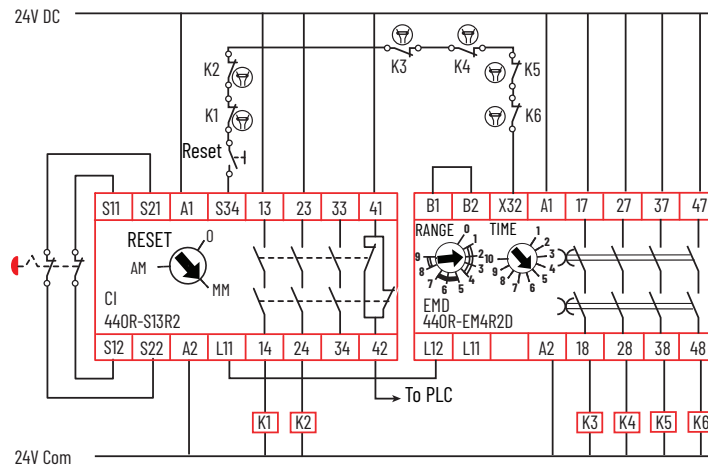 24V DC
K2
K3
K4
K5
K1
K6
Reset
S11 S21 A1 S34 13 23 33 41
B1 B2 X32 A1 17 27 37 47
RESET
O
AM
MM
RANGE
0 1 2 3 4 5 6 7 8 9
TIME
1 2 3 4 5 6 7 8 9 10
CI
440R-S13R2
EMD
440R-EM4R2D
S12 S22 A2 L11 14 24 34 42
L12 L11 A2 18 28 38 48
To PLC
K1 K2
K3 K4 K5 K6
24V Com